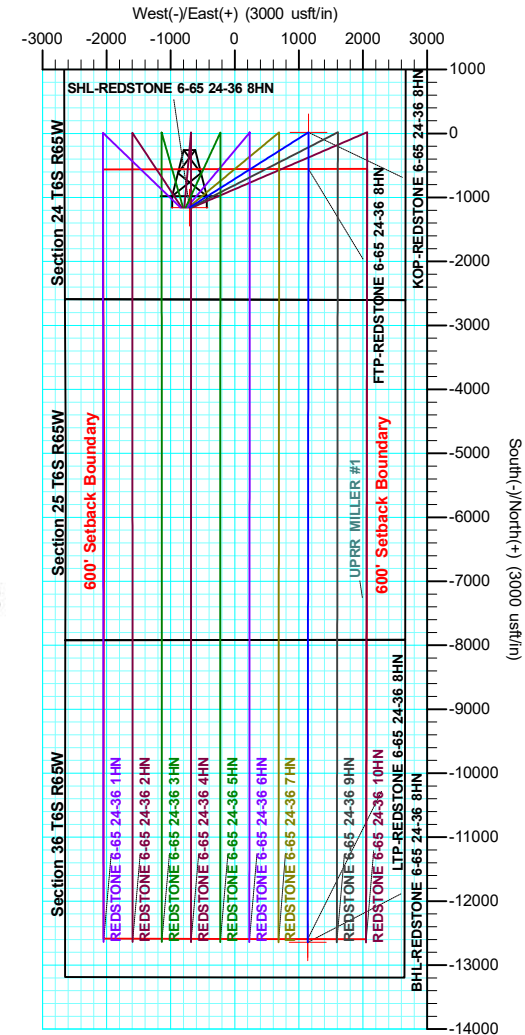 West(-)/East(+) (3000 usft/in)
-3000 -2000 -1000 0 1000 2000 3000
1000
0
-1000
-2000
-3000
-4000
-5000
-6000
-7000
-8000
-9000
-10000
-11000
-12000
-13000
-14000
South(-)/North(+) (3000 usft/in)
SHL-REDSTONE 6-65 24-36 8HN
KOP-REDSTONE 6-65 24-36 8HN
FTP-REDSTONE 6-65 24-36 8HN
Section 24 T6S R65W
Section 25 T6S R65W
600' Setback Boundary
UPRR MILLER #1
600' Setback Boundary
Section 36 T6S R65W
REDSTONE 6-65 24-36 1HN
REDSTONE 6-65 24-36 2HN
REDSTONE 6-65 24-36 3HN
REDSTONE 6-65 24-36 4HN
REDSTONE 6-65 24-36 5HN
REDSTONE 6-65 24-36 6HN
REDSTONE 6-65 24-36 7HN
REDSTONE 6-65 24-36 9HN
REDSTONE 6-65 24-36 10HN
LTP-REDSTONE 6-65 24-36 8HN
BHL-REDSTONE 6-65 24-36 8HN